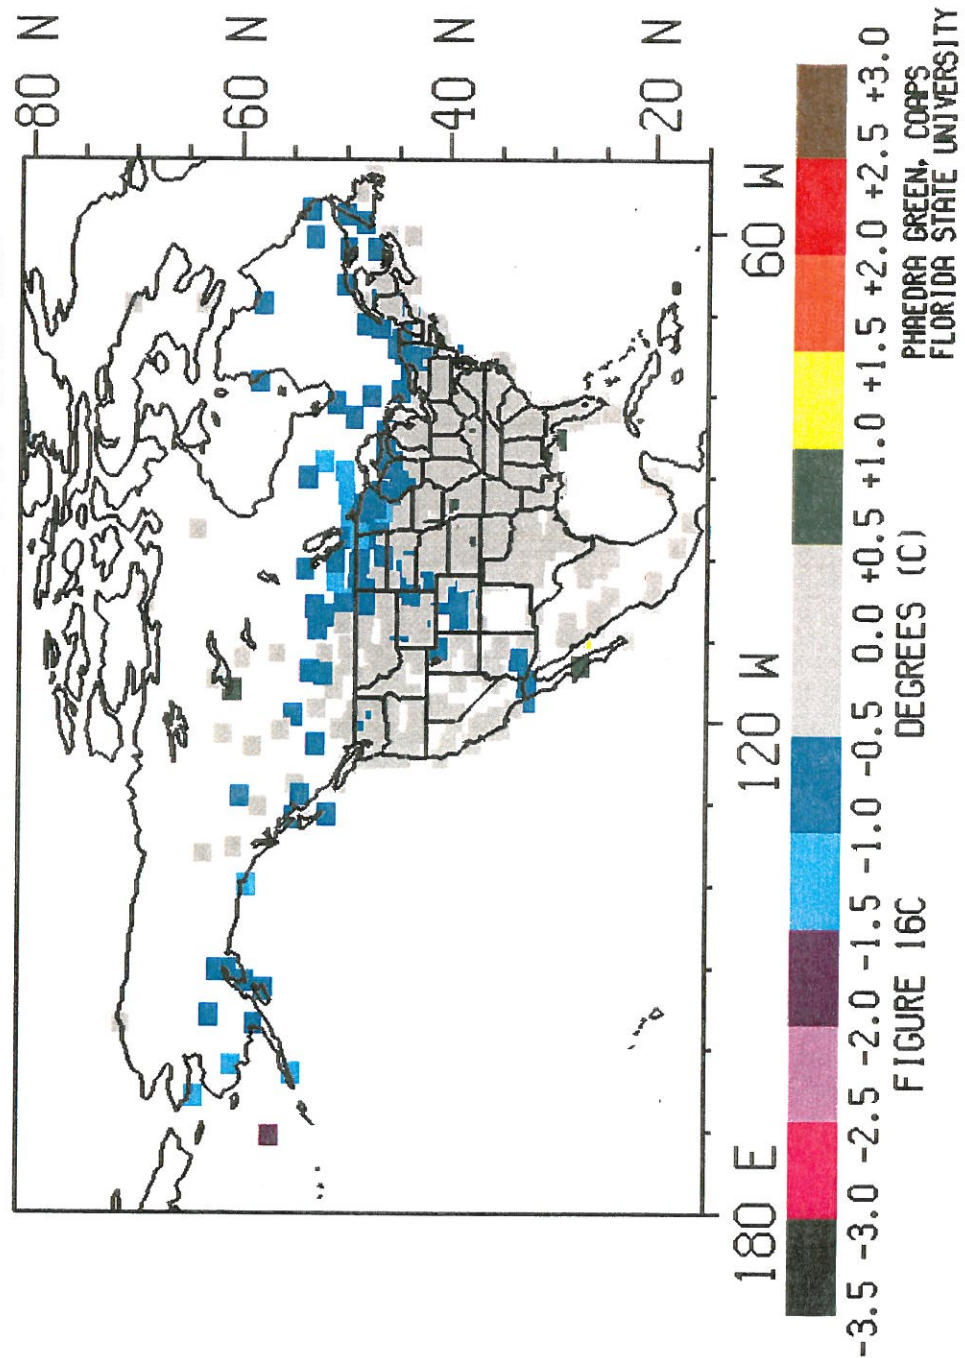 80 N
60 N
40 N
20 N
180 E
120 W
60 W
-3.5 -3.0 -2.5 -2.0 -1.5 -1.0 -0.5 0.0 +0.5 +1.0 +1.5 +2.0 +2.5 +3.0
FIGURE 16C
DEGREES (C)
PHAEDRA GREEN, COAPS
FLORIDA STATE UNIVERSITY